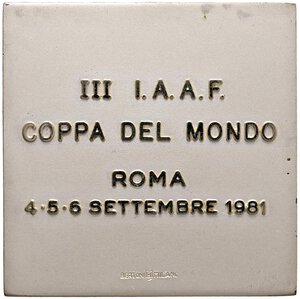 III I.A.A.F.
COPPA DEL MONDO
ROMA
4·5·6 SETTEMBRE 1981